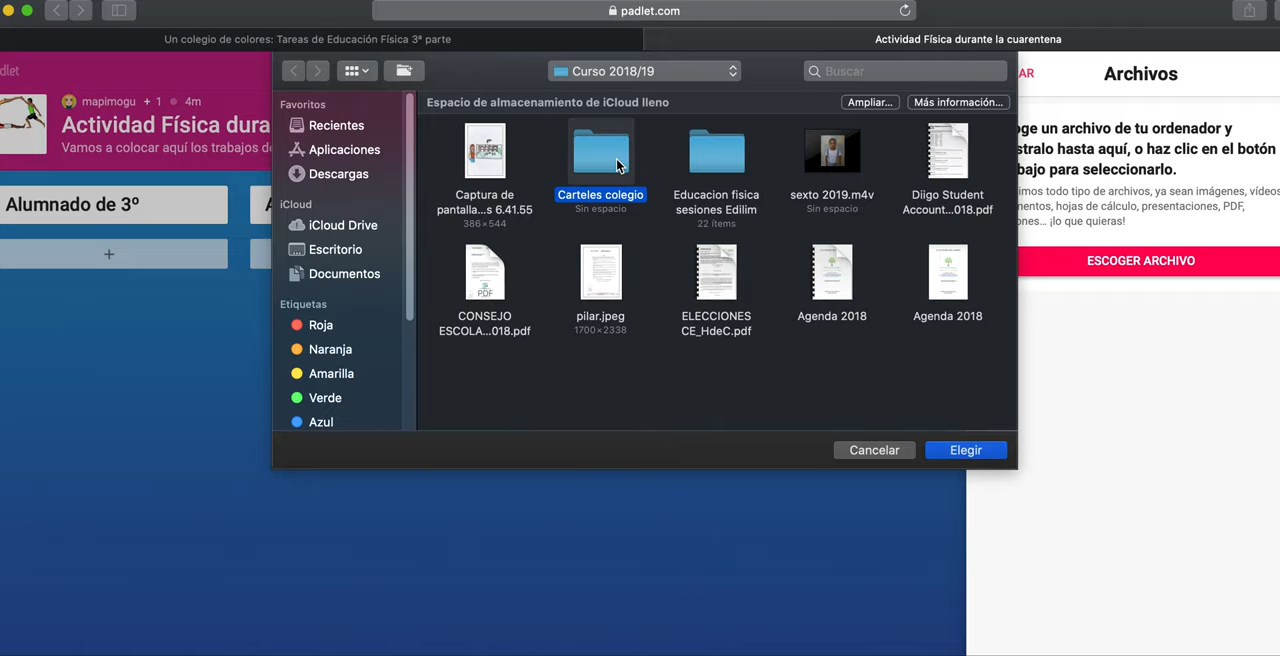 padlet.com
Un colegio de colores: Tareas de Educación Física 3ª parte
Actividad Física durante la cuarentena
dlet
mapimogu + 1 4m
Actividad Física dura
Vamos a colocar aquí los trabajos de
Alumnado de 3º
A
+
Curso 2018/19
Buscar
Favoritos
Recientes
Aplicaciones
Descargas
iCloud
iCloud Drive
Escritorio
Documentos
Etiquetas
Roja
Naranja
Amarilla
Verde
Azul
Espacio de almacenamiento de iCloud lleno
Ampliar...
Más información...
Captura de
pantalla...s 6.41.55
386×544
Carteles colegio
Sin espacio
Educacion fisica
sesiones Edilim
22 ítems
sexto 2019.m4v
Sin espacio
Diigo Student
Account...018.pdf
PDF
CONSEJO
ESCOLA...018.pdf
pilar.jpeg
1700×2338
ELECCIONES
CE_HdeC.pdf
Agenda 2018
Agenda 2018
Cancelar
Elegir
AR
Archivos
oge un archivo de tu ordenador y
stralo hasta aquí, o haz clic en el botón
bajo para seleccionarlo.
imos todo tipo de archivos, ya sean imágenes, vídeos
mentos, hojas de cálculo, presentaciones, PDF,
iones... ¡lo que quieras!
ESCOGER ARCHIVO